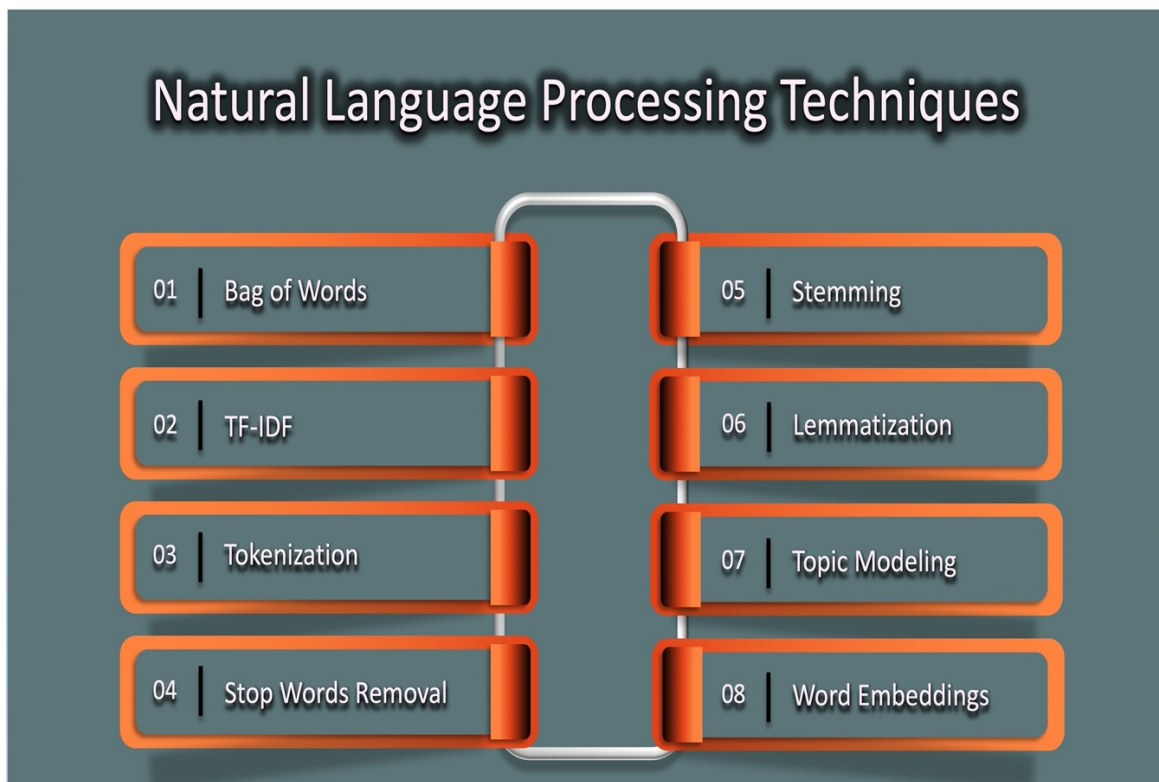 Natural Language Processing Techniques
01 Bag of Words
02 TF-IDF
03 Tokenization
04 Stop Words Removal
05 Stemming
06 Lemmatization
07 Topic Modeling
08 Word Embeddings